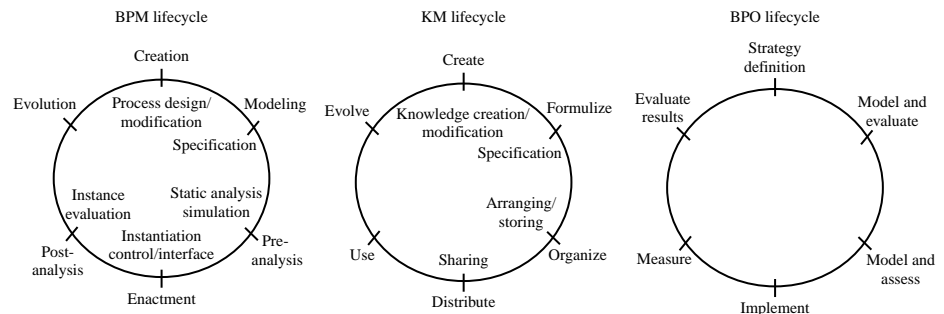 BPM lifecycle
Creation
Evolution
Process design/
modification
Modeling
Specification
Instance
evaluation
Static analysis
simulation
Post-
analysis
Instantiation
control/interface
Pre-
analysis
Enactment
KM lifecycle
Create
Evolve
Knowledge creation/
modification
Formulize
Specification
Arranging/
storing
Use
Sharing
Organize
Distribute
BPO lifecycle
Strategy
definition
Evaluate
results
Model and
evaluate
Measure
Model and
assess
Implement